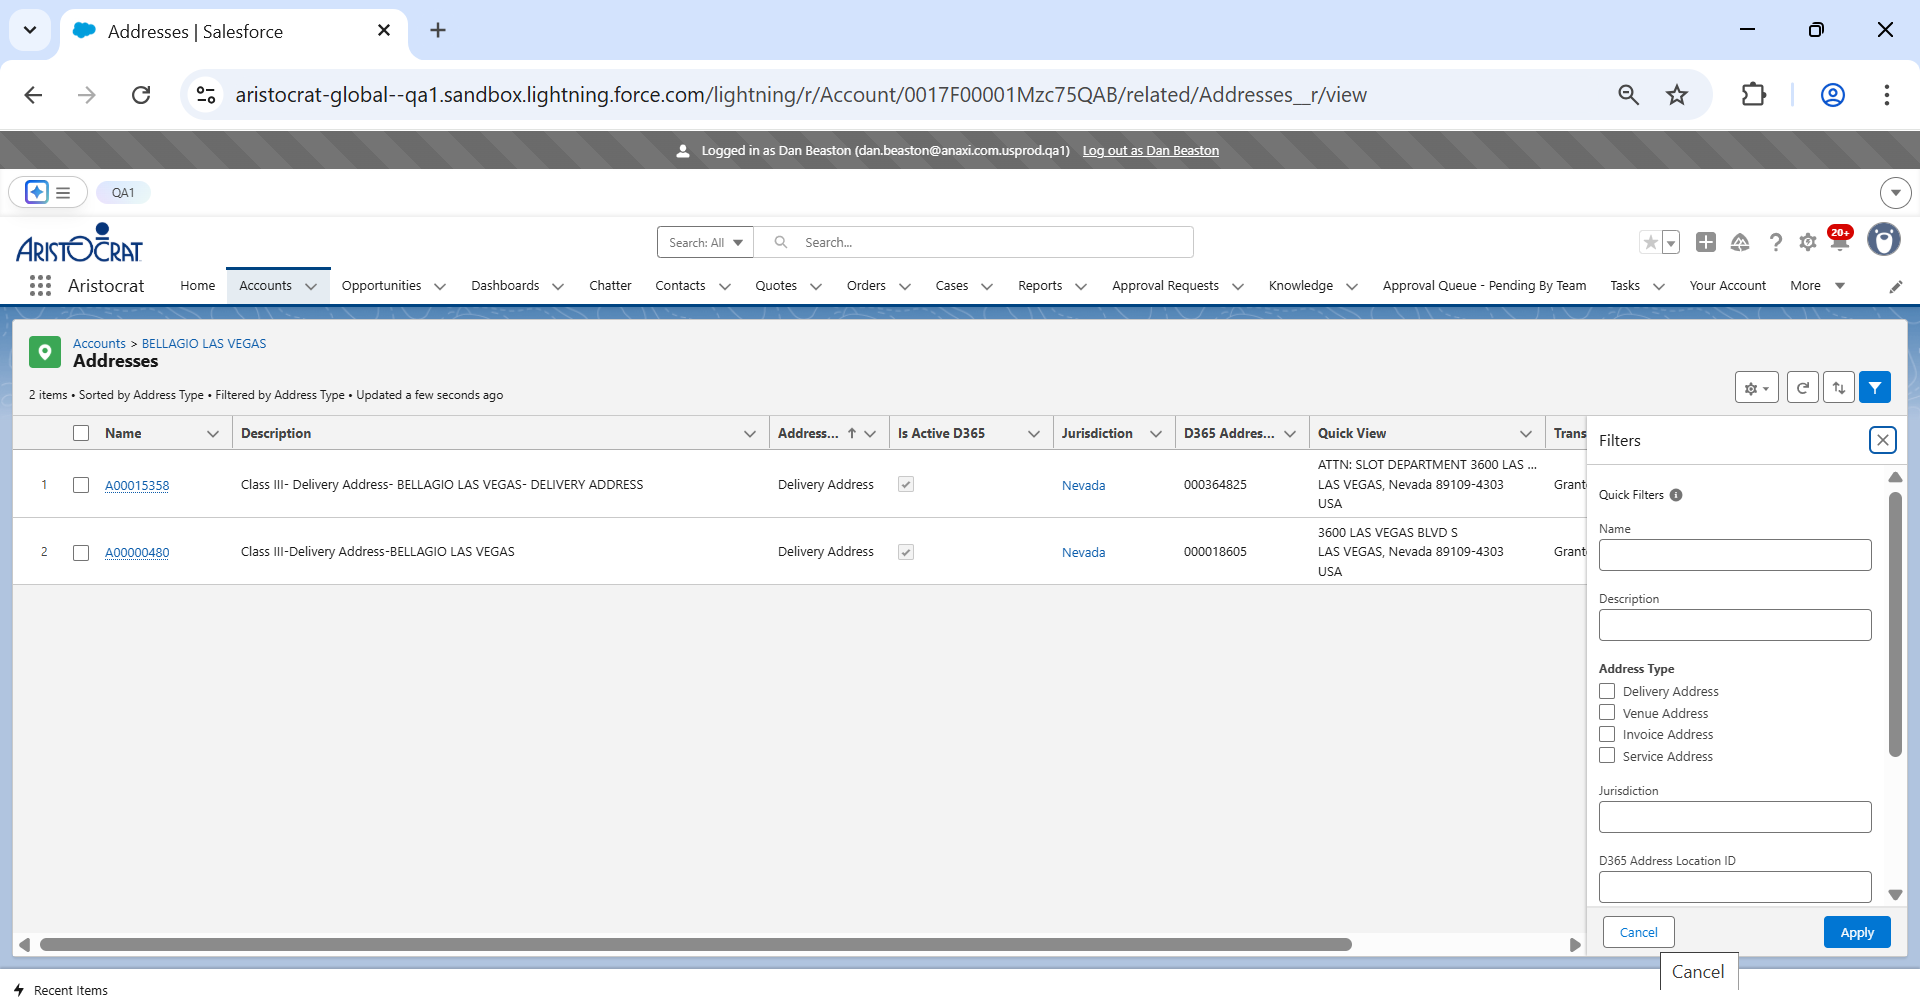 Addresses | Salesforce
aristocrat-global--qa1.sandbox.lightning.force.com/lightning/r/Account/0017F00001Mzc75QAB/related/Addresses__r/view
Logged in as Dan Beaston (dan.beaston@anaxi.com.usprod.qa1) Log out as Dan Beaston
QA1
ARISTOCRAT
Search: All
Search...
20+
Aristocrat
Home
Accounts
Opportunities
Dashboards
Chatter
Contacts
Quotes
Orders
Cases
Reports
Approval Requests
Knowledge
Approval Queue - Pending By Team
Tasks
Your Account
More
Accounts > BELLAGIO LAS VEGAS
Addresses
2 items • Sorted by Address Type • Filtered by Address Type • Updated a few seconds ago
Name
Description
Address...
Is Active D365
Jurisdiction
D365 Addres...
Quick View
Trans
1
A00015358
Class III- Delivery Address- BELLAGIO LAS VEGAS- DELIVERY ADDRESS
Delivery Address
Nevada
000364825
ATTN: SLOT DEPARTMENT 3600 LAS ...
LAS VEGAS, Nevada 89109-4303
USA
Grant
2
A00000480
Class III-Delivery Address-BELLAGIO LAS VEGAS
Delivery Address
Nevada
000018605
3600 LAS VEGAS BLVD S
LAS VEGAS, Nevada 89109-4303
USA
Grant
Filters
Quick Filters
Name
Description
Address Type
Delivery Address
Venue Address
Invoice Address
Service Address
Jurisdiction
D365 Address Location ID
Cancel
Apply
Cancel
Recent Items